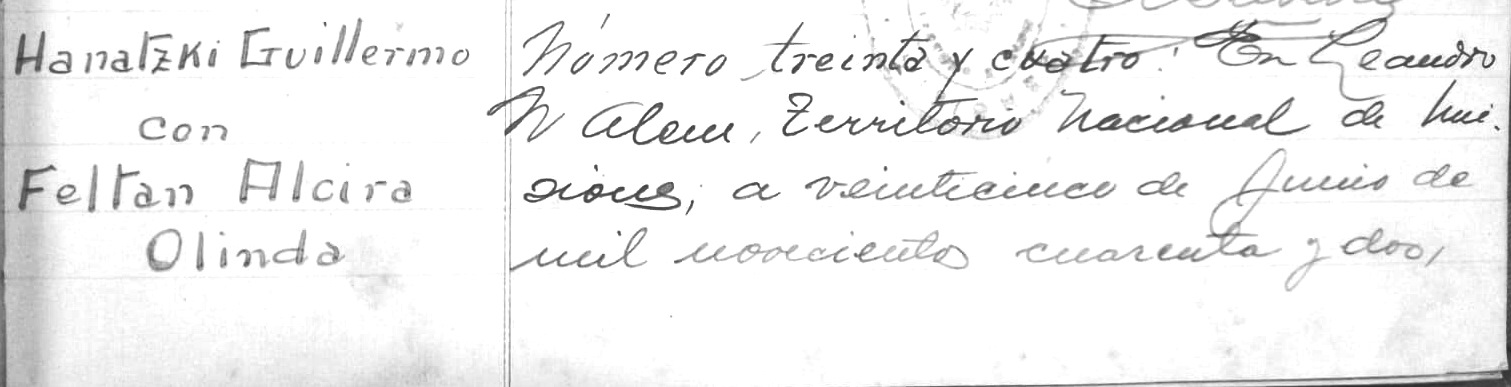 Hanatzki Guillermo
con
Feltan Alcira
Olinda
Número treinta y cuatro. En Leandro
N Alem, Territorio Nacional de Mi
siones, a veinticinco de Junio de
mil novecientos cuarenta y dos,